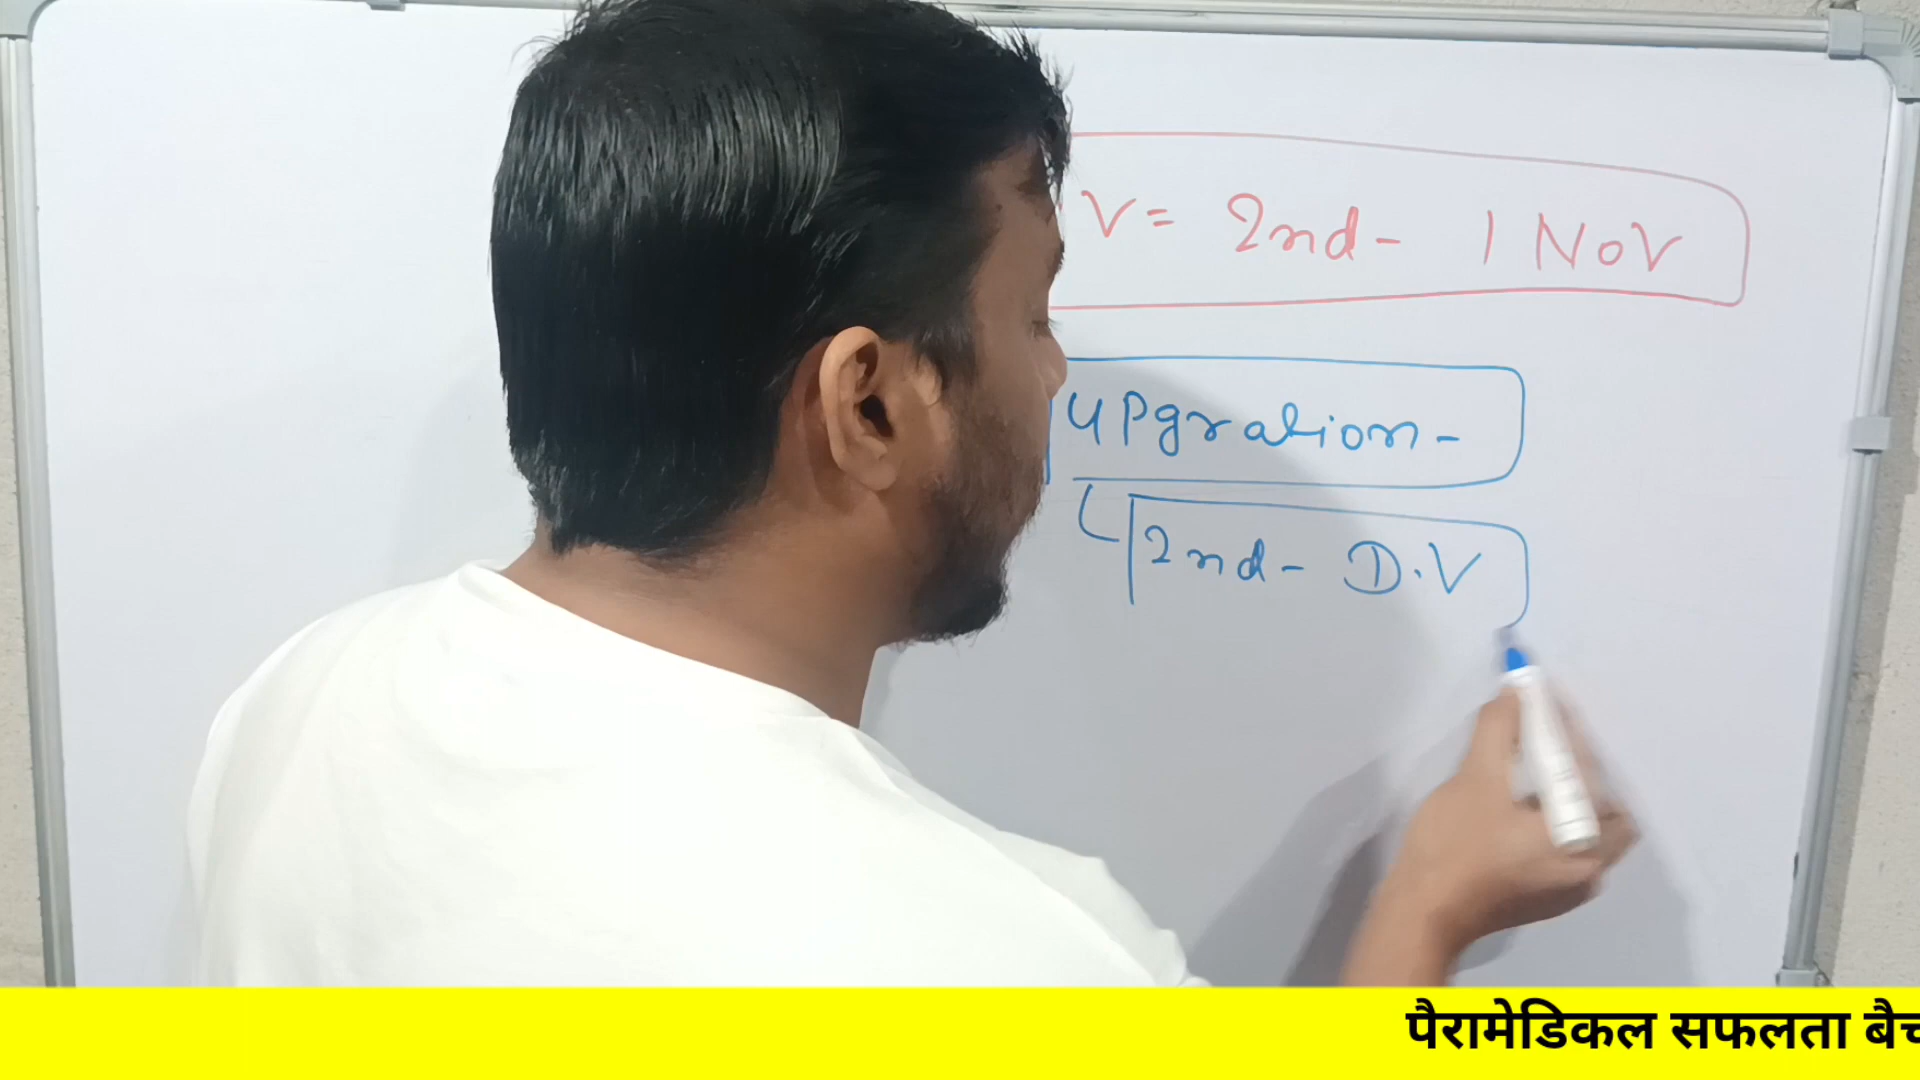 V = 2nd - 1 NOV
UPgration -
2nd - D.V
पैरामेडिकल सफलता